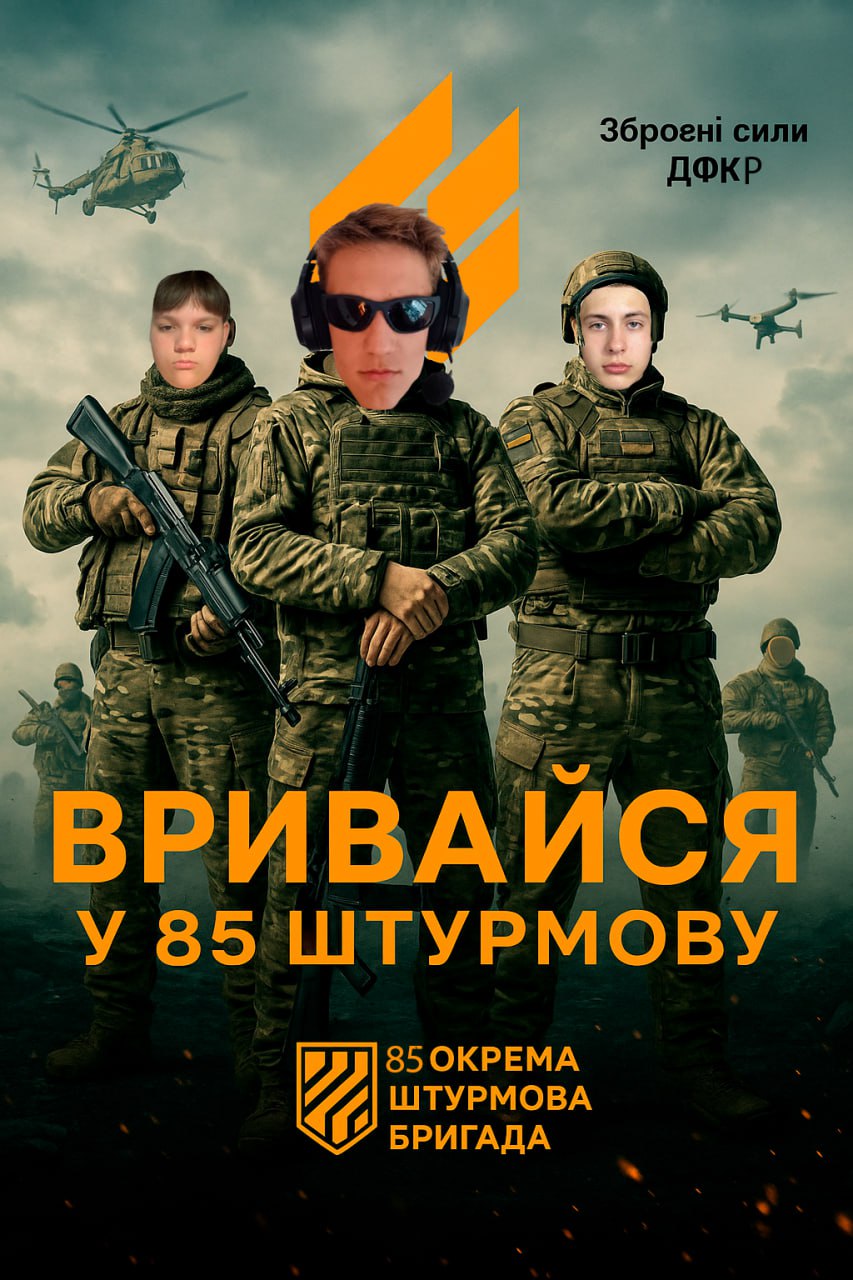 Зброєні сили
ДФКР
ВРИВАЙСЯ
У 85 ШТУРМОВУ
85 ОКРЕМА
ШТУРМОВА
БРИГАДА